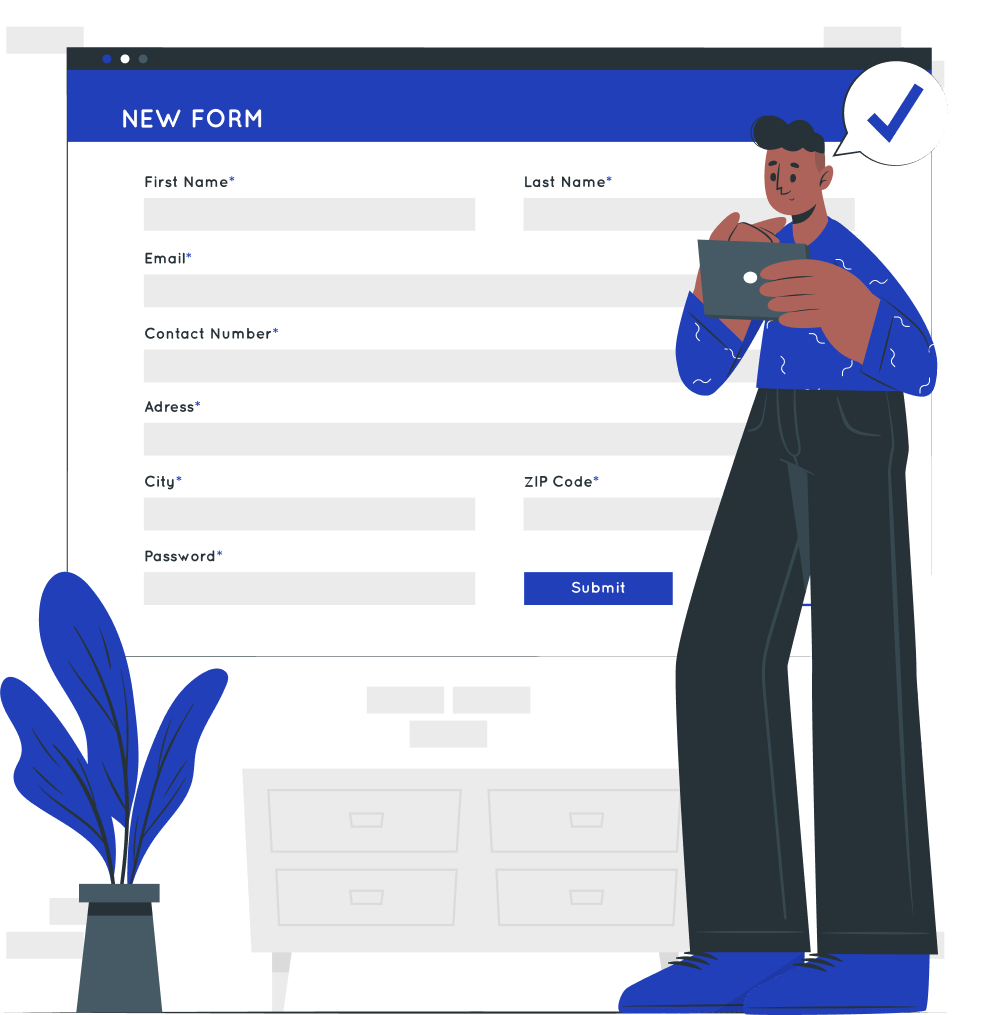 NEW FORM
First Name* Last Name*
Email*
Contact Number*
Adress*
City* ZIP Code*
Password*
Submit